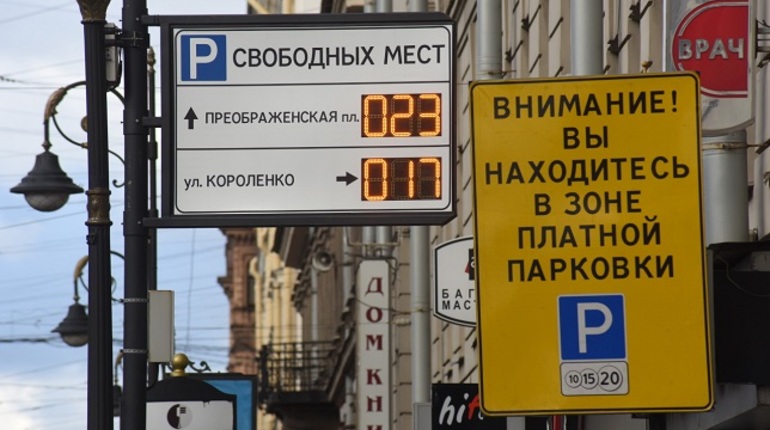 P СВОБОДНЫХ МЕСТ
ПРЕОБРАЖЕНСКАЯ ПЛ. 023
ул. КОРОЛЕНКО 017
ВРАЧ
ВНИМАНИЕ!
ВЫ
НАХОДИТЕСЬ
В ЗОНЕ
ПЛАТНОЙ
ПАРКОВКИ
P
10 15 20
ДОМ КНИ
БАГ
МАСТ
hi